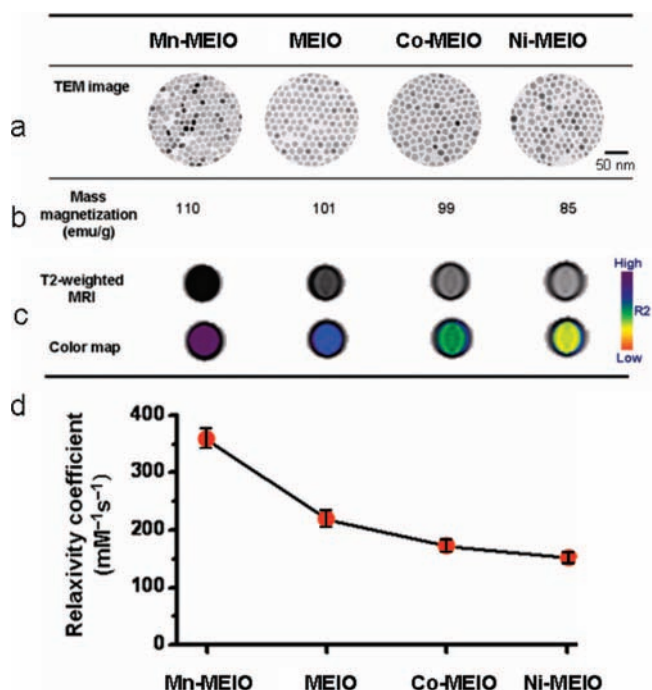 Mn-MEIO MEIO Co-MEIO Ni-MEIO
a
TEM image
50 nm
b
Mass
magnetization
(emu/g)
110 101 99 85
c
T2-weighted
MRI
Color map
High
R2
Low
d
Relaxivity coefficient
(mM⁻¹s⁻¹)
400
300
200
100
0
Mn-MEIO MEIO Co-MEIO Ni-MEIO